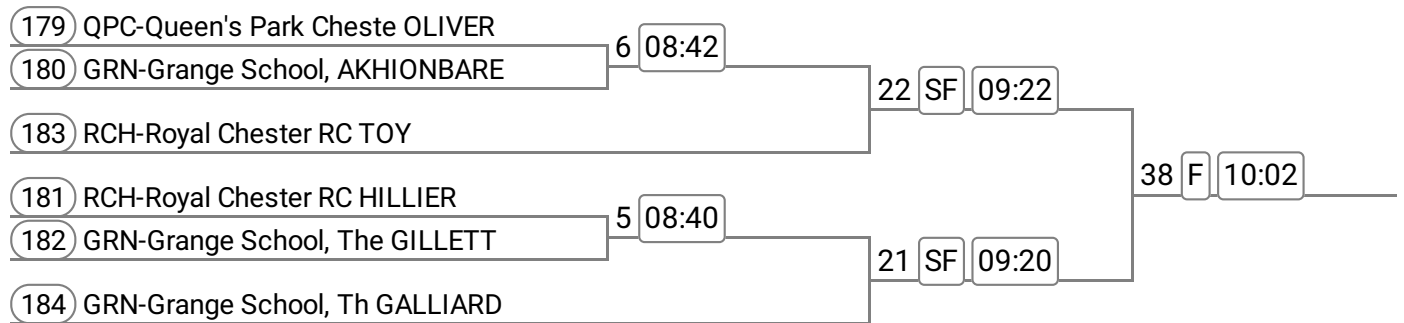 179 QPC-Queen's Park Cheste OLIVER
6 08:42
180 GRN-Grange School, AKHIONBARE
22 SF 09:22
183 RCH-Royal Chester RC TOY
38 F 10:02
181 RCH-Royal Chester RC HILLIER
5 08:40
182 GRN-Grange School, The GILLETT
21 SF 09:20
184 GRN-Grange School, Th GALLIARD